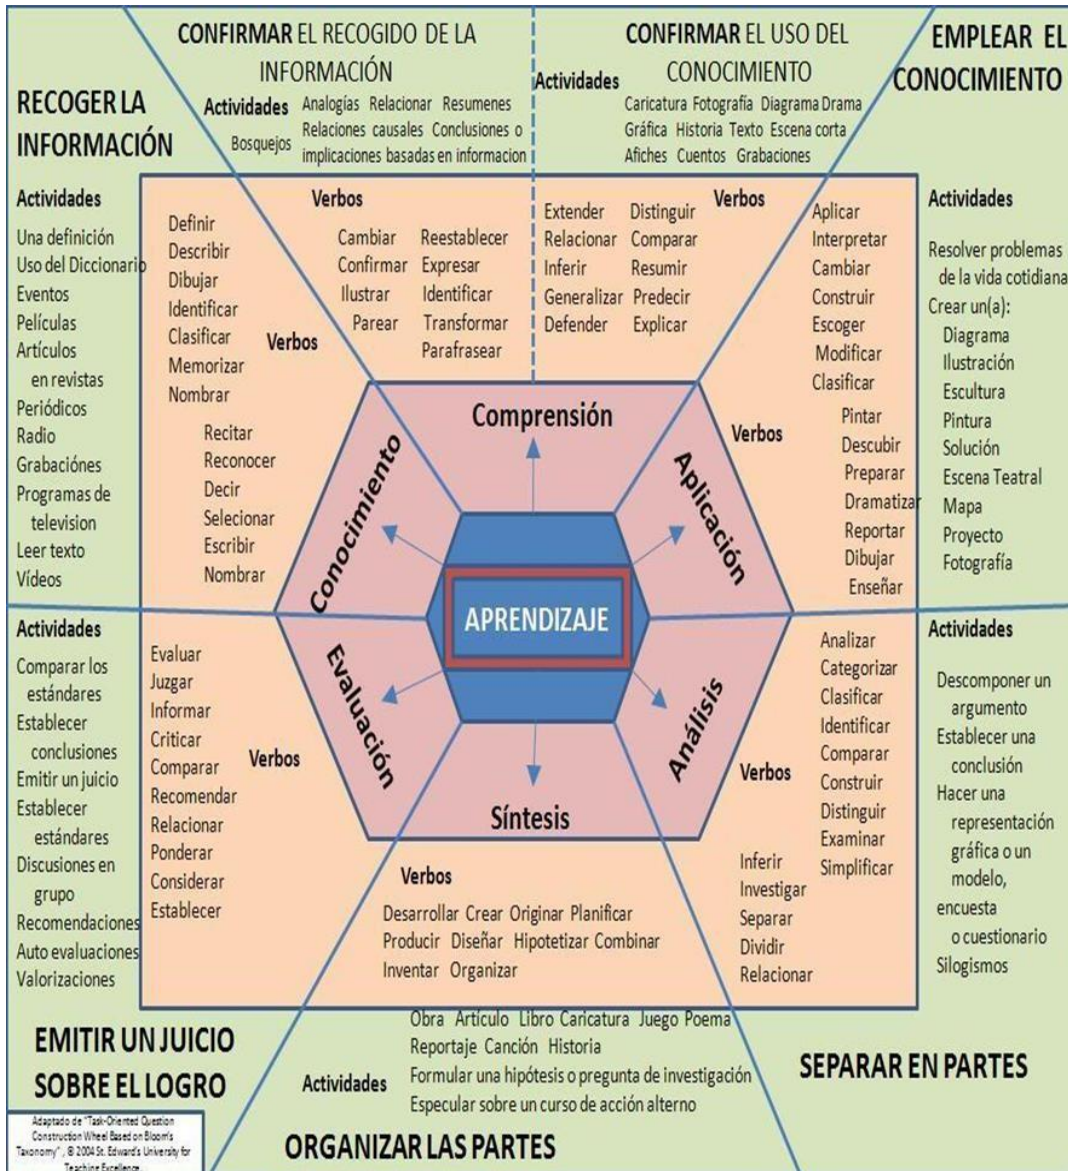 CONFIRMAR EL RECOGIDO DE LA
INFORMACIÓN
Actividades
Bosquejos
Analogías Relacionar Resumenes
Relaciones causales Conclusiones o
implicaciones basadas en informacion
CONFIRMAR EL USO DEL
CONOCIMIENTO
Actividades
Caricatura Fotografía Diagrama Drama
Gráfica Historia Texto Escena corta
Afiches Cuentos Grabaciones
EMPLEAR EL
CONOCIMIENTO
RECOGER LA
INFORMACIÓN
Actividades
Una definición
Uso del Diccionario
Eventos
Películas
Artículos
en revistas
Periódicos
Radio
Grabaciónes
Programas de
television
Leer texto
Vídeos
Definir
Describir
Dibujar
Identificar
Clasificar
Memorizar
Nombrar
Verbos
Recitar
Reconocer
Decir
Selecionar
Escribir
Nombrar
Verbos
Cambiar Reestablecer
Confirmar Expresar
Ilustrar Identificar
Parear Transformar
Parafrasear
Verbos
Extender Distinguir
Relacionar Comparar
Inferir Resumir
Generalizar Predecir
Defender Explicar
Aplicar
Interpretar
Cambiar
Construir
Escoger
Modificar
Clasificar
Verbos
Pintar
Descubir
Preparar
Dramatizar
Reportar
Dibujar
Enseñar
Actividades
Resolver problemas
de la vida cotidiana
Crear un(a):
Diagrama
Ilustración
Escultura
Pintura
Solución
Escena Teatral
Mapa
Proyecto
Fotografía
Comprensión
Conocimiento
Aplicación
APRENDIZAJE
Evaluación
Análisis
Síntesis
Actividades
Comparar los
estándares
Establecer
conclusiones
Emitir un juicio
Establecer
estándares
Discusiones en
grupo
Recomendaciones
Auto evaluaciones
Valorizaciones
Evaluar
Juzgar
Informar
Criticar
Comparar
Recomendar
Relacionar
Ponderar
Considerar
Establecer
Verbos
Verbos
Desarrollar Crear Originar Planificar
Producir Diseñar Hipotetizar Combinar
Inventar Organizar
Analizar
Categorizar
Clasificar
Identificar
Comparar
Construir
Distinguir
Examinar
Simplificar
Verbos
Inferir
Investigar
Separar
Dividir
Relacionar
Actividades
Descomponer un
argumento
Establecer una
conclusión
Hacer una
representación
gráfica o un
modelo,
encuesta
o cuestionario
Silogismos
EMITIR UN JUICIO
SOBRE EL LOGRO
Obra Artículo Libro Caricatura Juego Poema
Reportaje Canción Historia
Actividades
Formular una hipótesis o pregunta de investigación
Especular sobre un curso de acción alterno
ORGANIZAR LAS PARTES
SEPARAR EN PARTES
Adaptado de "Task-Oriented Question
Construction Wheel Based on Bloom's
Taxonomy", © 2004 St. Edward's University for
Teaching Excellence.